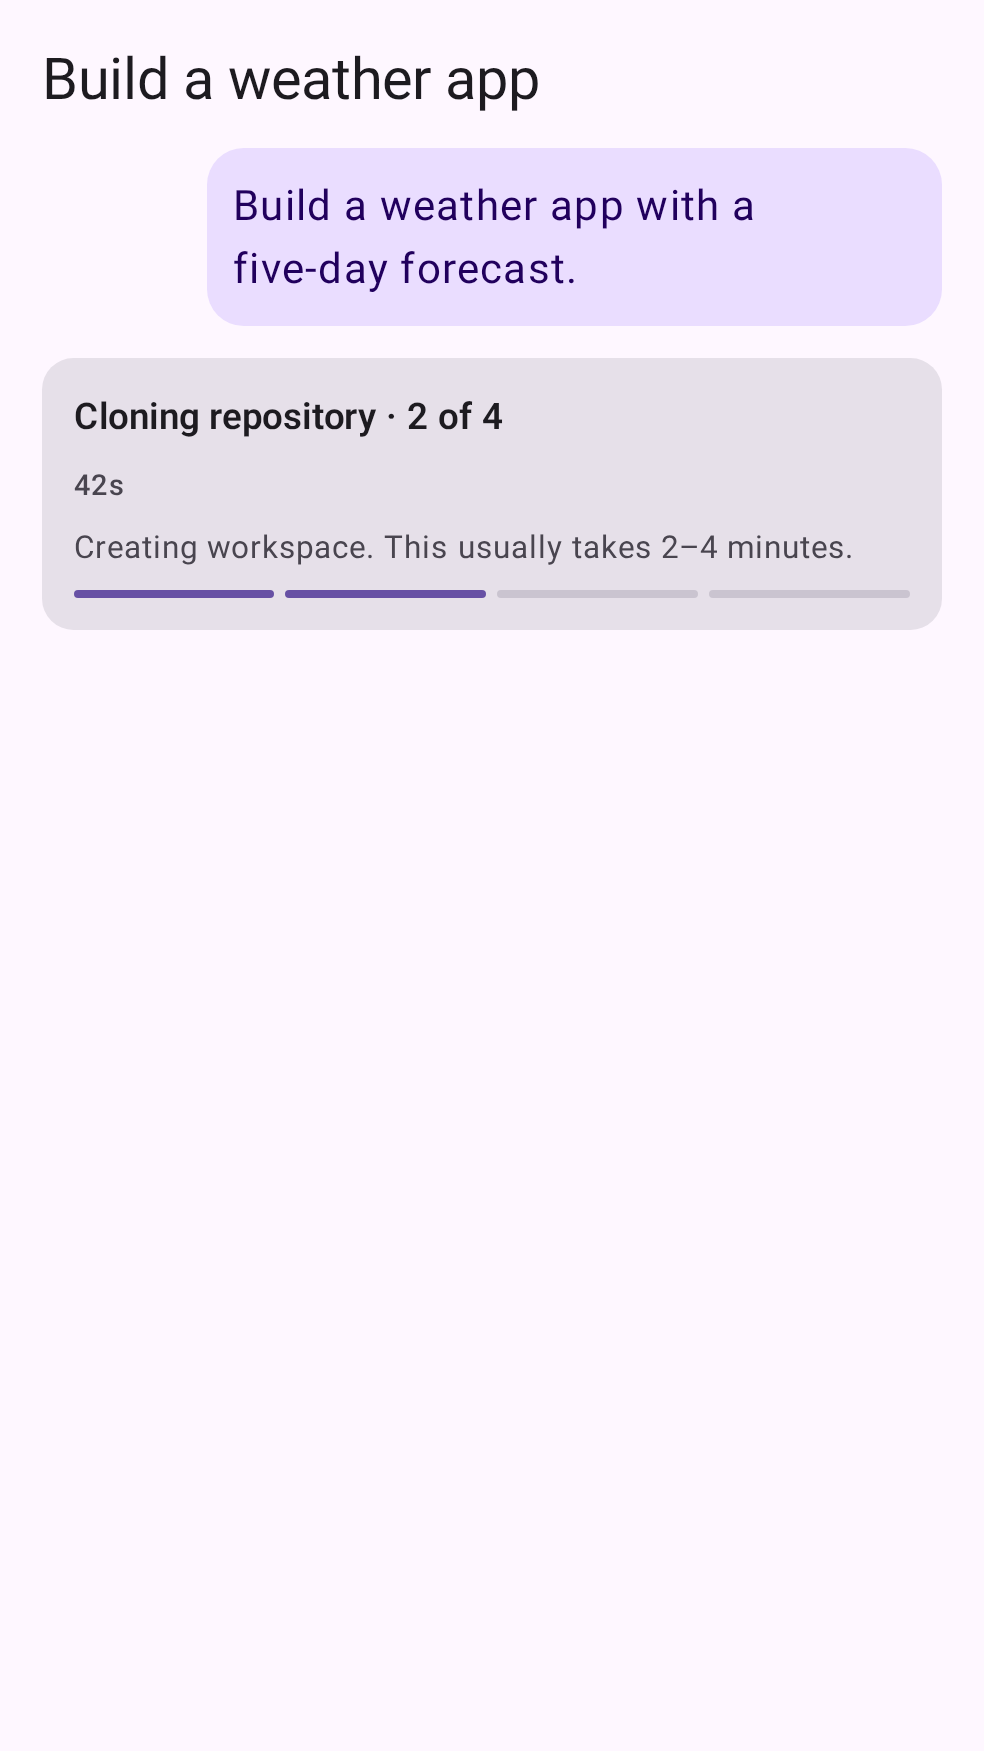 Build a weather app
Build a weather app with a
five-day forecast.
Cloning repository · 2 of 4
42s
Creating workspace. This usually takes 2–4 minutes.